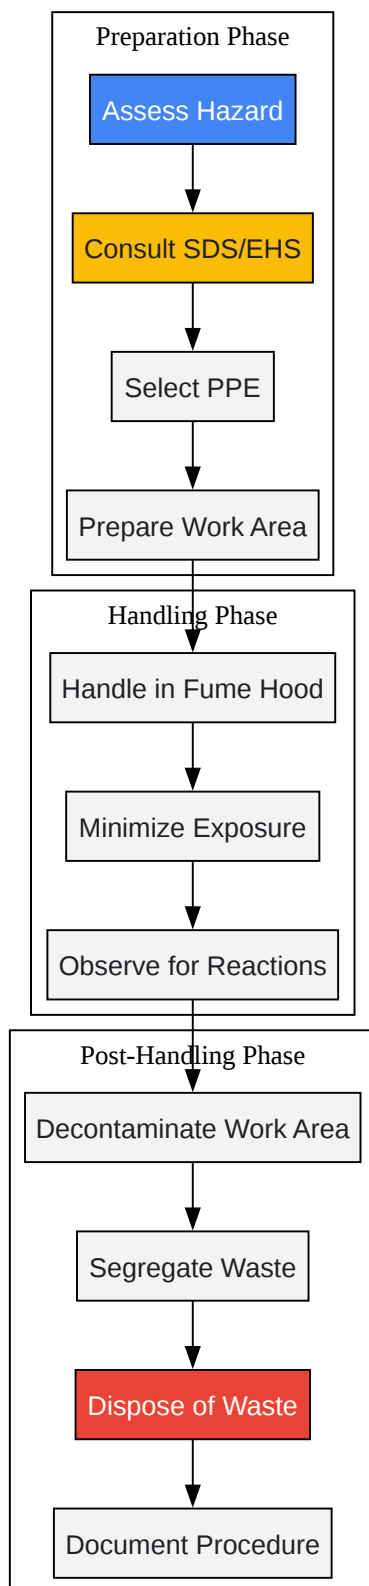 Preparation Phase
Assess Hazard
Consult SDS/EHS
Select PPE
Prepare Work Area
Handling Phase
Handle in Fume Hood
Minimize Exposure
Observe for Reactions
Post-Handling Phase
Decontaminate Work Area
Segregate Waste
Dispose of Waste
Document Procedure